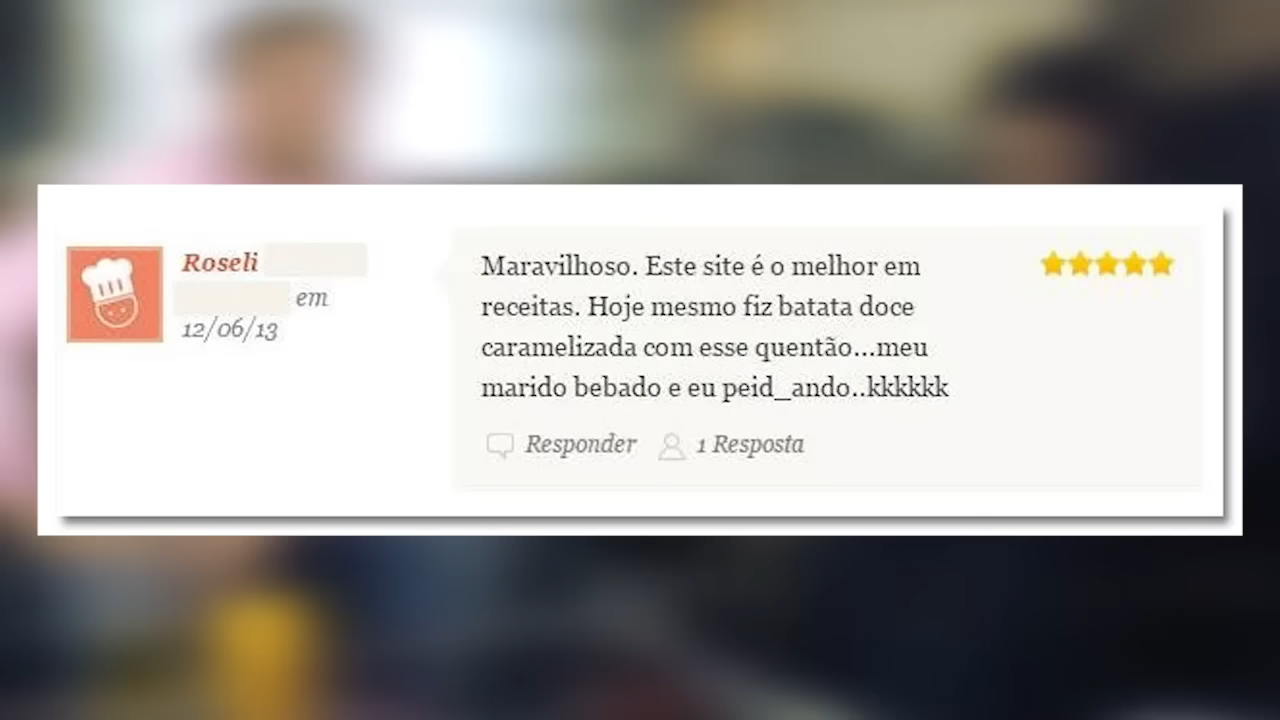 Roseli
em
12/06/13
Maravilhoso. Este site é o melhor em
receitas. Hoje mesmo fiz batata doce
caramelizada com esse quentão...meu
marido bebado e eu peid_ando..kkkkkk
Responder 1 Resposta